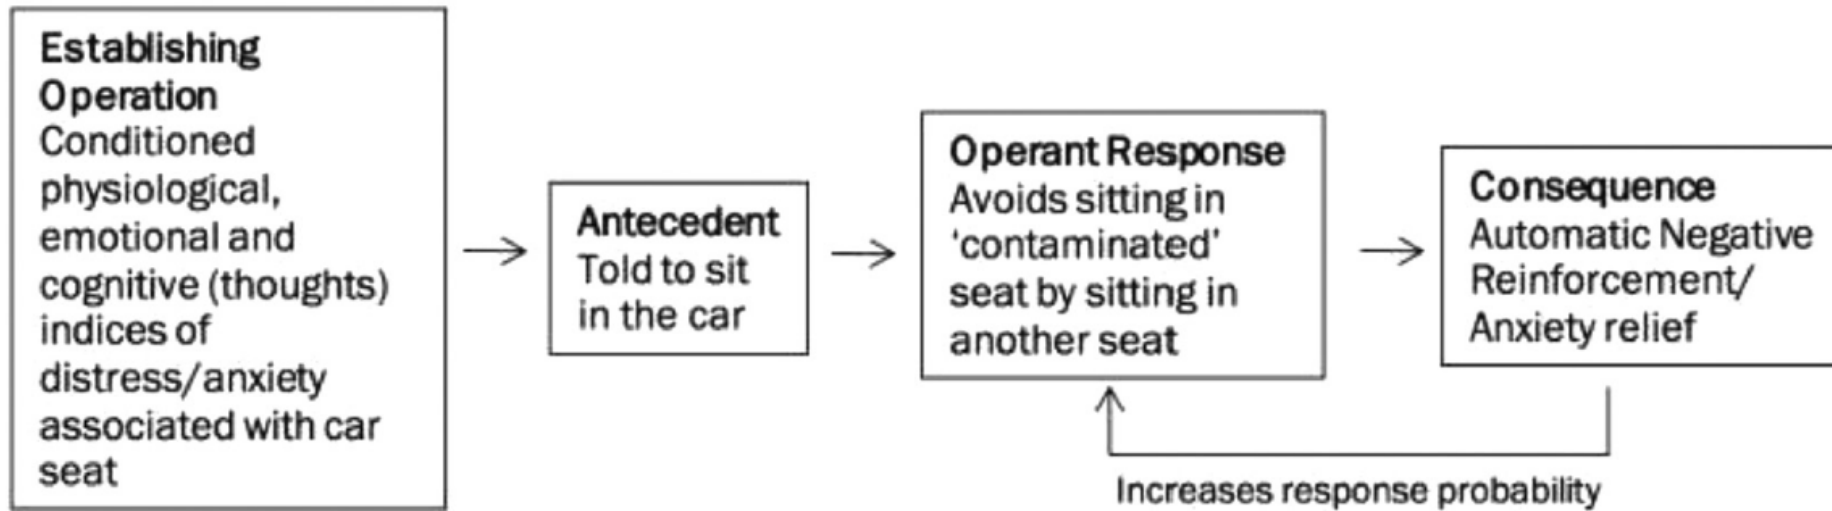 Establishing
Operation
Conditioned
physiological,
emotional and
cognitive (thoughts)
indices of
distress/anxiety
associated with car
seat
Antecedent
Told to sit
in the car
Operant Response
Avoids sitting in
‘contaminated’
seat by sitting in
another seat
Consequence
Automatic Negative
Reinforcement/
Anxiety relief
Increases response probability